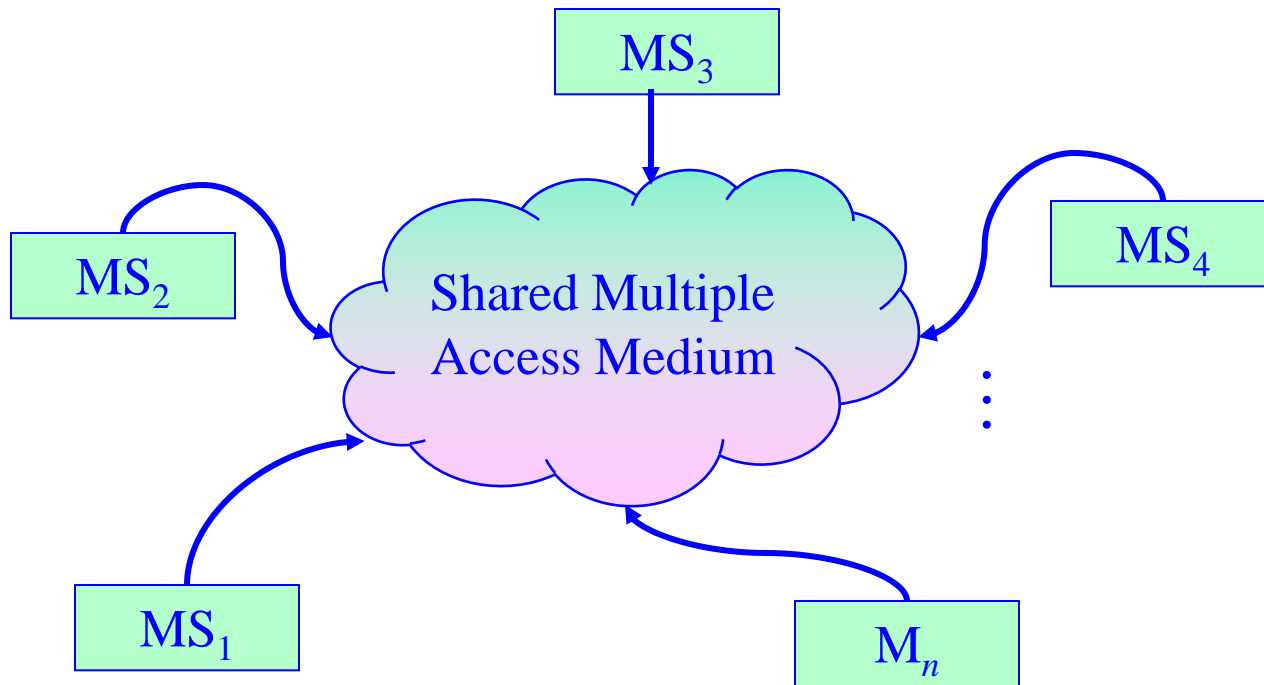 MS₃
MS₂
MS₄
Shared Multiple
Access Medium
⋮
MS₁
Mₙ